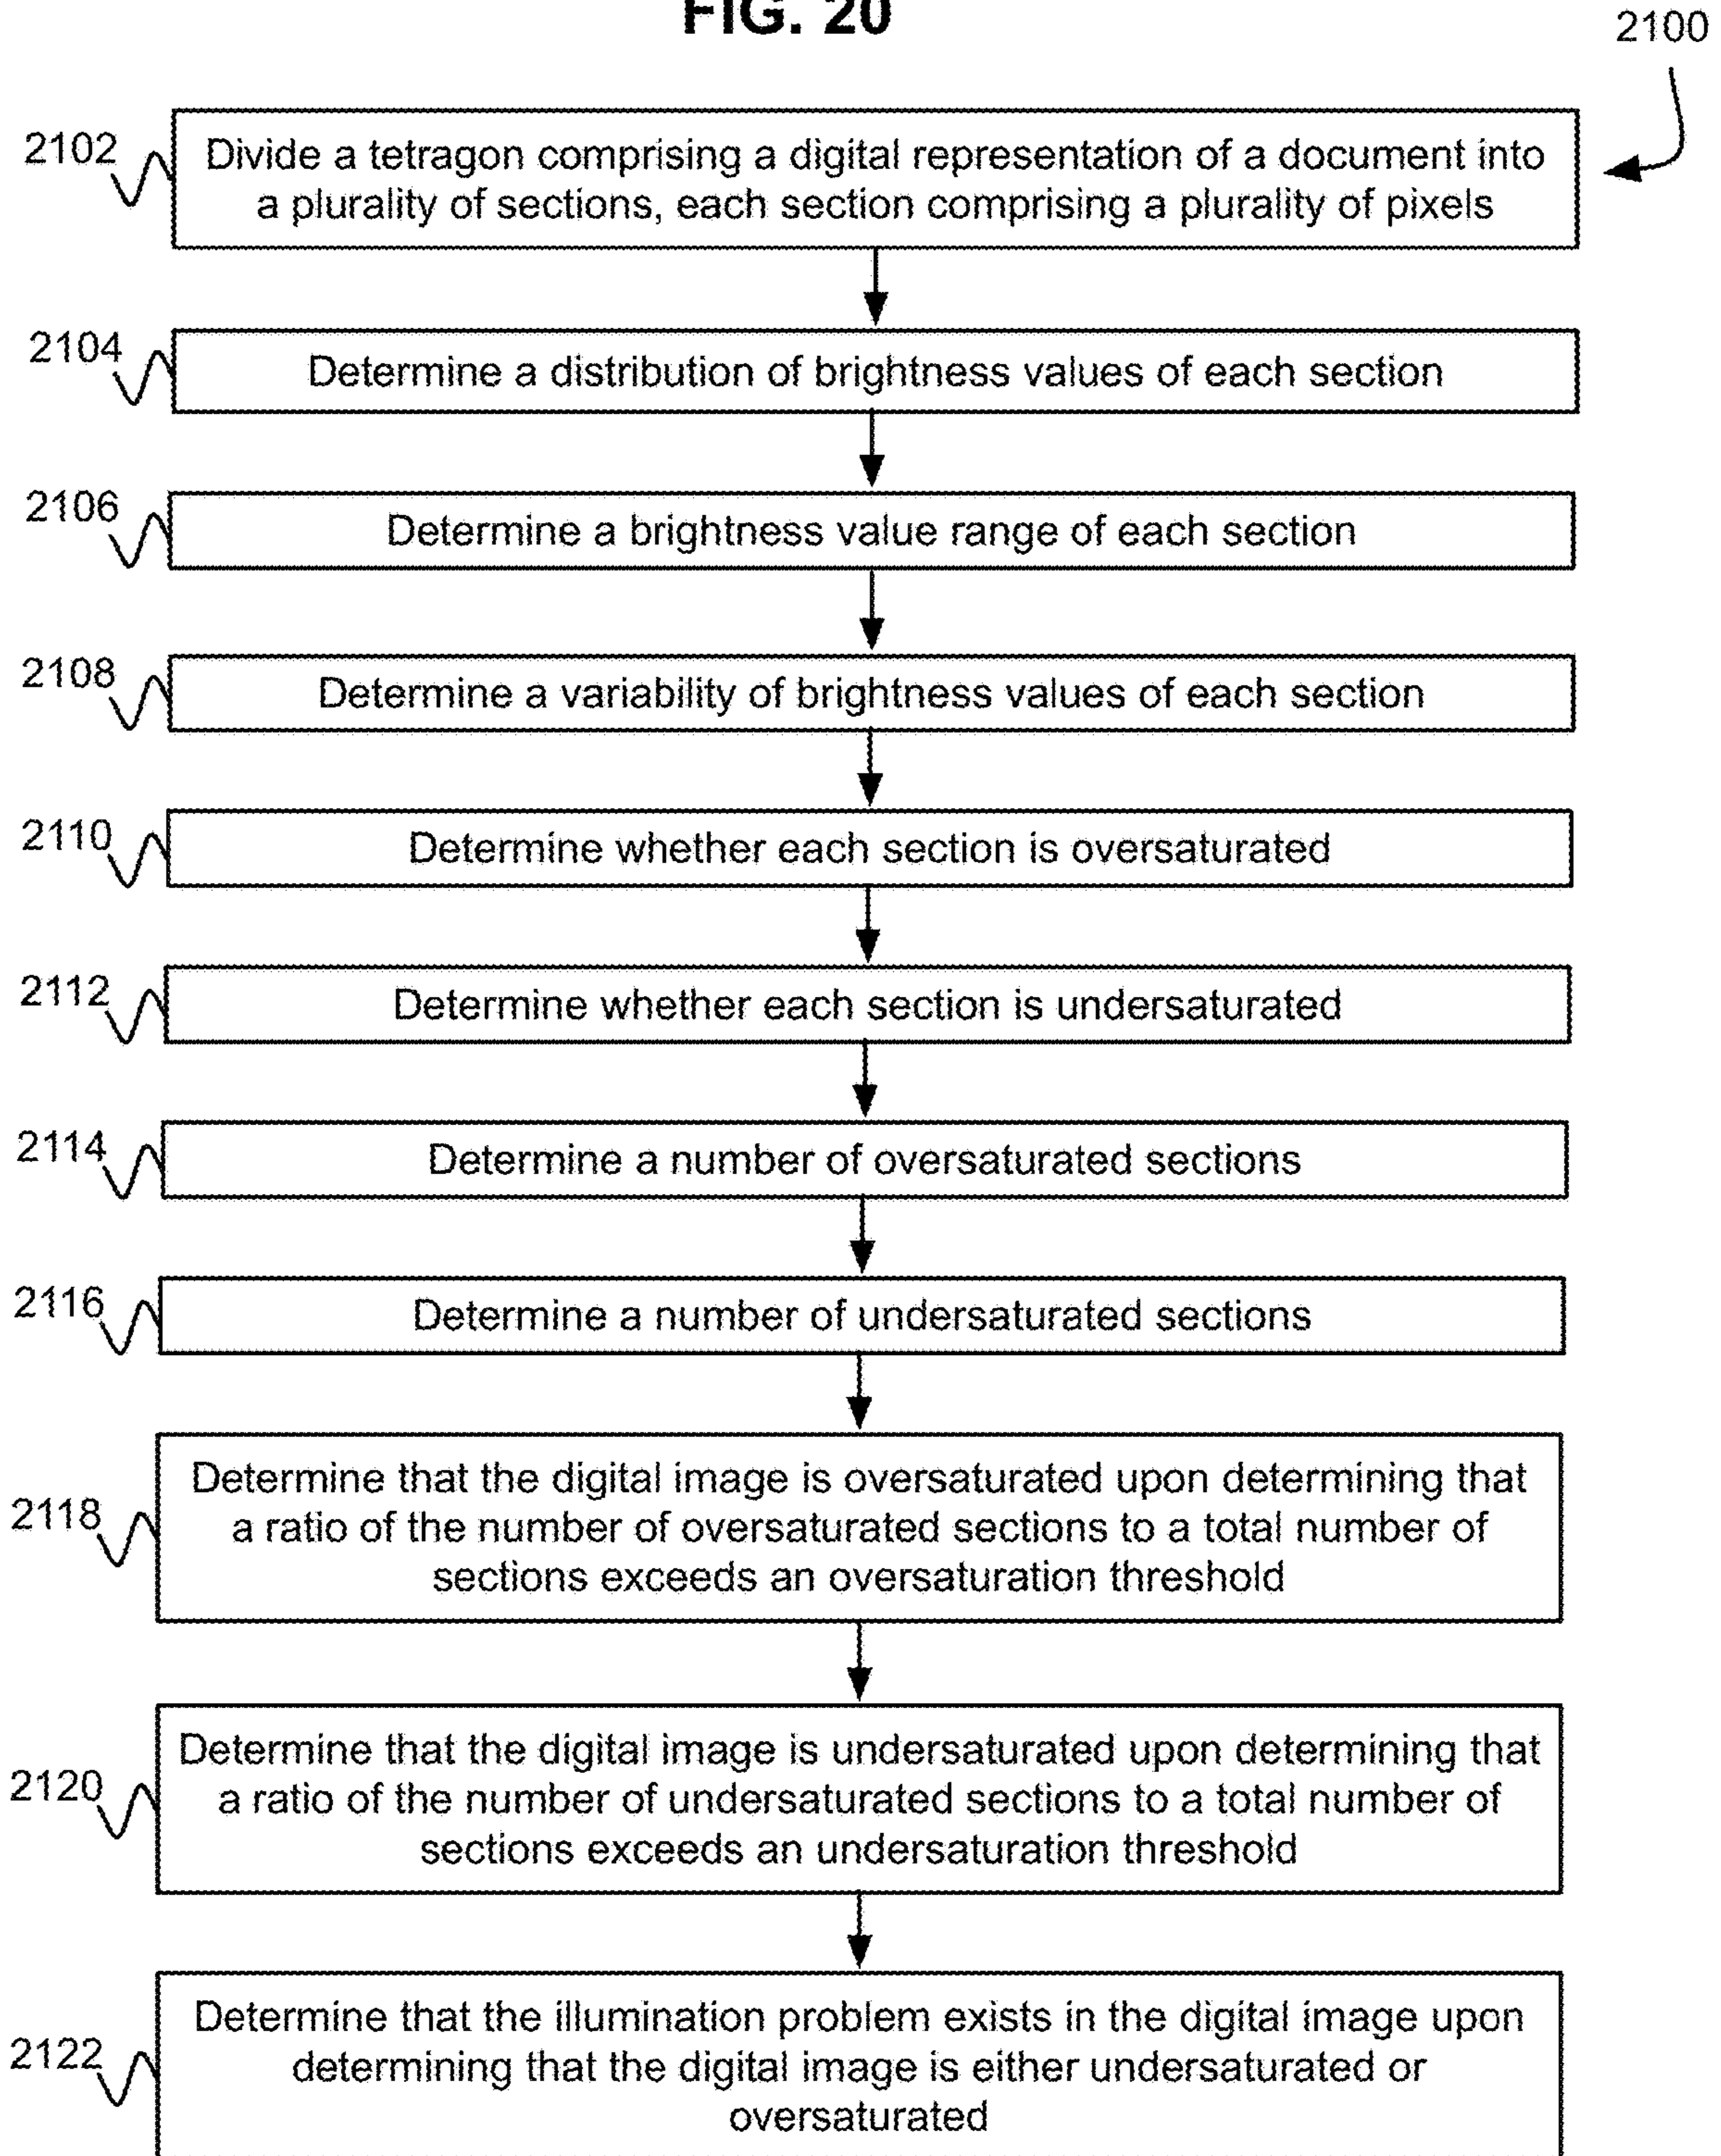 FIG. 20
2100
2102
Divide a tetragon comprising a digital representation of a document into
a plurality of sections, each section comprising a plurality of pixels
2104
Determine a distribution of brightness values of each section
2106
Determine a brightness value range of each section
2108
Determine a variability of brightness values of each section
2110
Determine whether each section is oversaturated
2112
Determine whether each section is undersaturated
2114
Determine a number of oversaturated sections
2116
Determine a number of undersaturated sections
2118
Determine that the digital image is oversaturated upon determining that
a ratio of the number of oversaturated sections to a total number of
sections exceeds an oversaturation threshold
2120
Determine that the digital image is undersaturated upon determining that
a ratio of the number of undersaturated sections to a total number of
sections exceeds an undersaturation threshold
2122
Determine that the illumination problem exists in the digital image upon
determining that the digital image is either undersaturated or
oversaturated